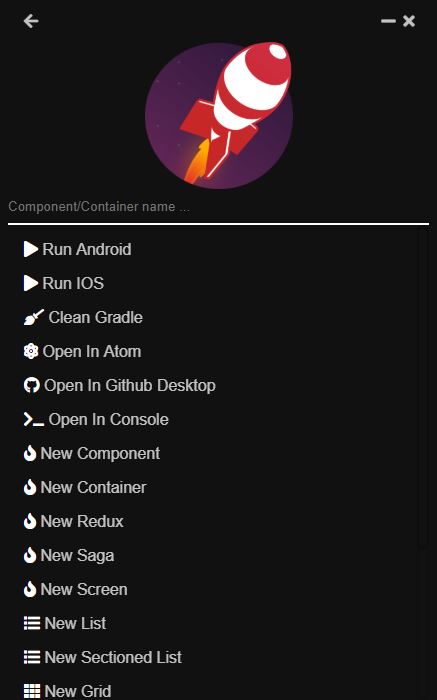 Component/Container name ...
Run Android
Run IOS
Clean Gradle
Open In Atom
Open In Github Desktop
Open In Console
New Component
New Container
New Redux
New Saga
New Screen
New List
New Sectioned List
New Grid